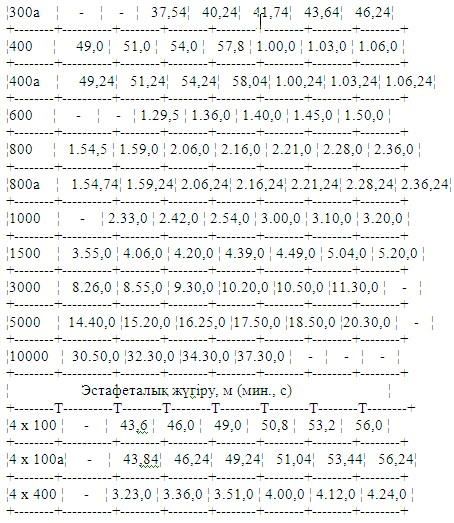 ¦300а ¦ - ¦ - ¦ 37,54¦ 40,24¦ 41,74¦ 43,64¦ 46,24¦
+--------+--------+--------+--------+--------+--------+--------+
¦400 ¦ 49,0 ¦ 51,0 ¦ 54,0 ¦ 57,8 ¦ 1.00,0 ¦ 1.03,0 ¦ 1.06,0¦
+--------+--------+--------+--------+--------+--------+--------+
¦400а ¦ 49,24¦ 51,24¦ 54,24¦ 58,04¦ 1.00,24¦ 1.03,24¦ 1.06,24¦
+--------+--------+--------+--------+--------+--------+--------+
¦600 ¦ - ¦ - ¦ 1.29,5 ¦ 1.36,0 ¦ 1.40,0 ¦ 1.45,0 ¦ 1.50,0¦
+--------+--------+--------+--------+--------+--------+--------+
¦800 ¦ 1.54,5 ¦ 1.59,0 ¦ 2.06,0 ¦ 2.16,0 ¦ 2.21,0 ¦ 2.28,0 ¦ 2.36,0¦
+--------+--------+--------+--------+--------+--------+--------+
¦800а ¦ 1.54,74¦ 1.59,24¦ 2.06,24¦ 2.16,24¦ 2.21,24¦ 2.28,24¦ 2.36,24¦
+--------+--------+--------+--------+--------+--------+--------+
¦1000 ¦ - ¦ 2.33,0 ¦ 2.42,0 ¦ 2.54,0 ¦ 3.00,0 ¦ 3.10,0 ¦ 3.20,0¦
+--------+--------+--------+--------+--------+--------+--------+
¦1500 ¦ 3.55,0 ¦ 4.06,0 ¦ 4.20,0 ¦ 4.39,0 ¦ 4.49,0 ¦ 5.04,0 ¦ 5.20,0¦
+--------+--------+--------+--------+--------+--------+--------+
¦3000 ¦ 8.26,0 ¦ 8.55,0 ¦ 9.30,0 ¦10.20,0 ¦10.50,0 ¦11.30,0 ¦ - ¦
+--------+--------+--------+--------+--------+--------+--------+
¦5000 ¦14.40,0 ¦15.20,0 ¦16.25,0 ¦17.50,0 ¦18.50,0 ¦20.30,0 ¦ - ¦
+--------+--------+--------+--------+--------+--------+--------+
¦10000 ¦ 30.50,0 ¦32.30,0 ¦34.30,0 ¦37.30,0 ¦ - ¦ - ¦ - ¦
+--------+--------+--------+--------+--------+--------+--------+
¦ Эстафеталық жүгіру, м (мин., с) ¦
+-------T---------T--------T-------T-------T-------T-------+
¦4 х 100 ¦ - ¦ 43,6 ¦ 46,0 ¦ 49,0 ¦ 50,8 ¦ 53,2 ¦ 56,0¦
+--------+--------+--------+--------+--------+--------+--------+
¦4 х 100а¦ - ¦ 43,84¦ 46,24¦ 49,24¦ 51,04¦ 53,44¦ 56,24¦
+--------+--------+--------+--------+--------+--------+--------+
¦4 х 400 ¦ - ¦ 3.23,0 ¦ 3.36,0 ¦ 3.51,0 ¦ 4.00,0 ¦ 4.12,0 ¦ 4.24,0¦
+--------+--------+--------+--------+--------+--------+--------+